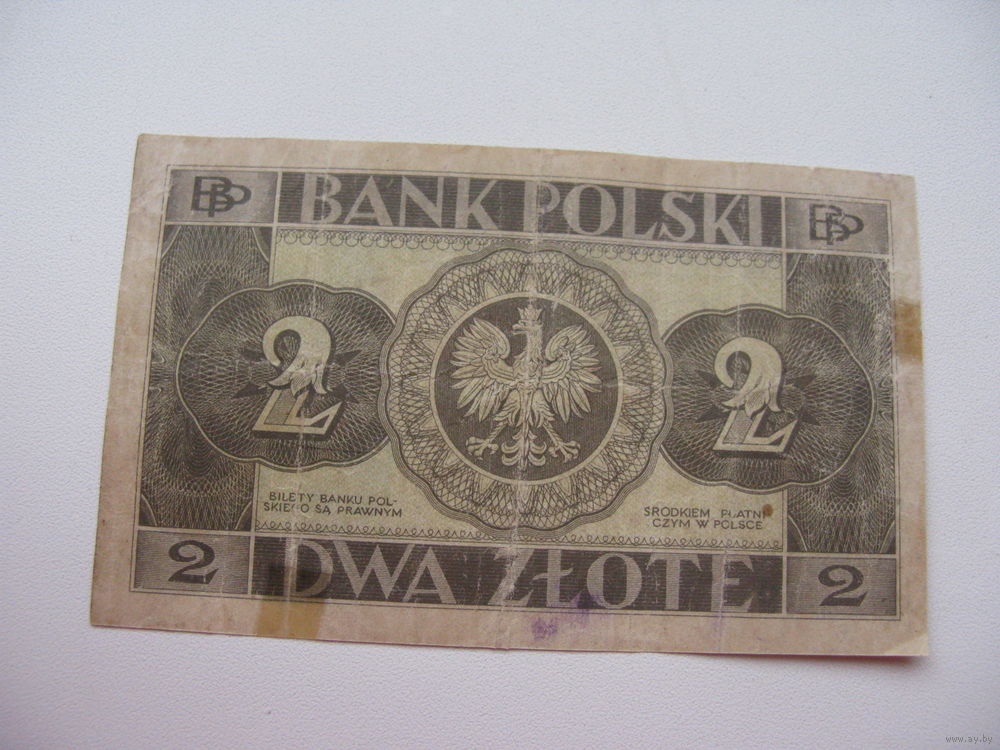 BP BANK POLSKI BP
2 2
BILETY BANKU POL-
SKIEGO SĄ PRAWNYM
ŚRODKIEM PŁATNI
CZYM W POLSCE
2 DWA ZŁOTE 2
www.ay.by